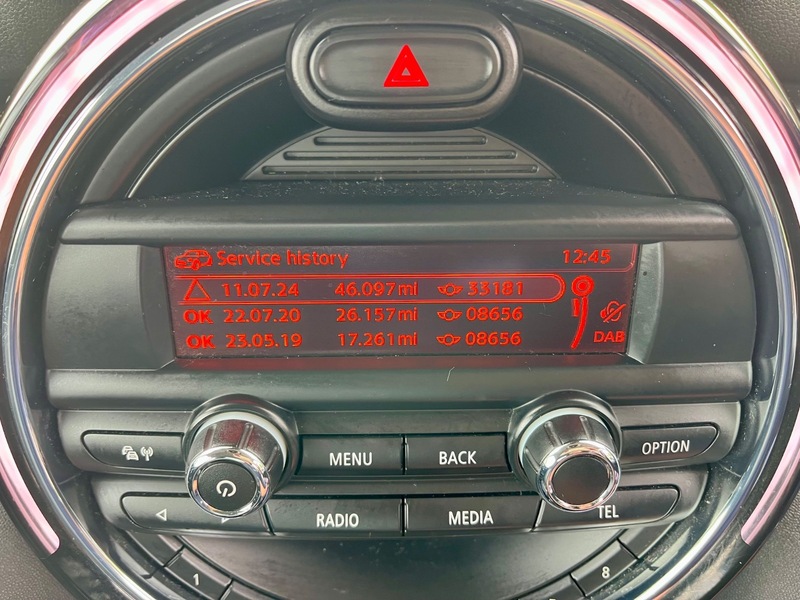 Service history 12:45
11.07.24 46.097mi 33181
OK 22.07.20 26.157mi 08656
OK 23.05.19 17.261mi 08656
DAB
MENU BACK OPTION
RADIO MEDIA TEL
1 8